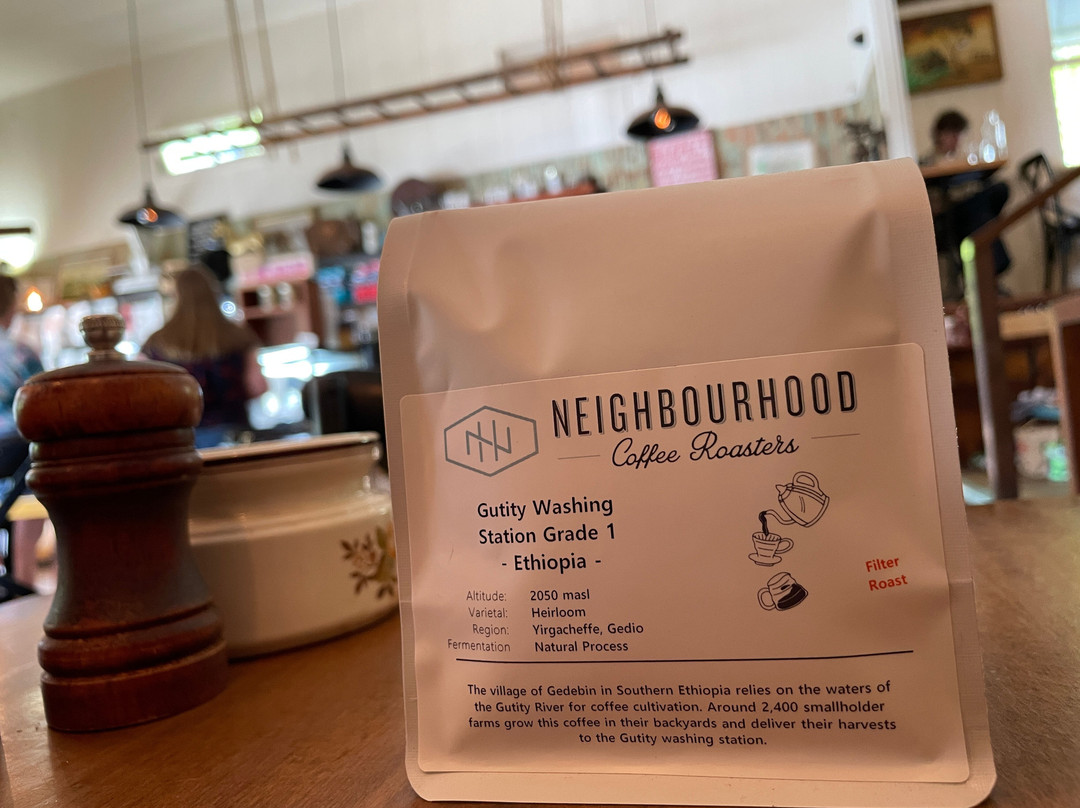 NEIGHBOURHOOD
Coffee Roasters
Gutity Washing
Station Grade 1
- Ethiopia -
Filter
Roast
Altitude: 2050 masl
Varietal: Heirloom
Region: Yirgacheffe, Gedio
Fermentation Natural Process
The village of Gedebin in Southern Ethiopia relies on the waters of
the Gutity River for coffee cultivation. Around 2,400 smallholder
farms grow this coffee in their backyards and deliver their harvests
to the Gutity washing station.